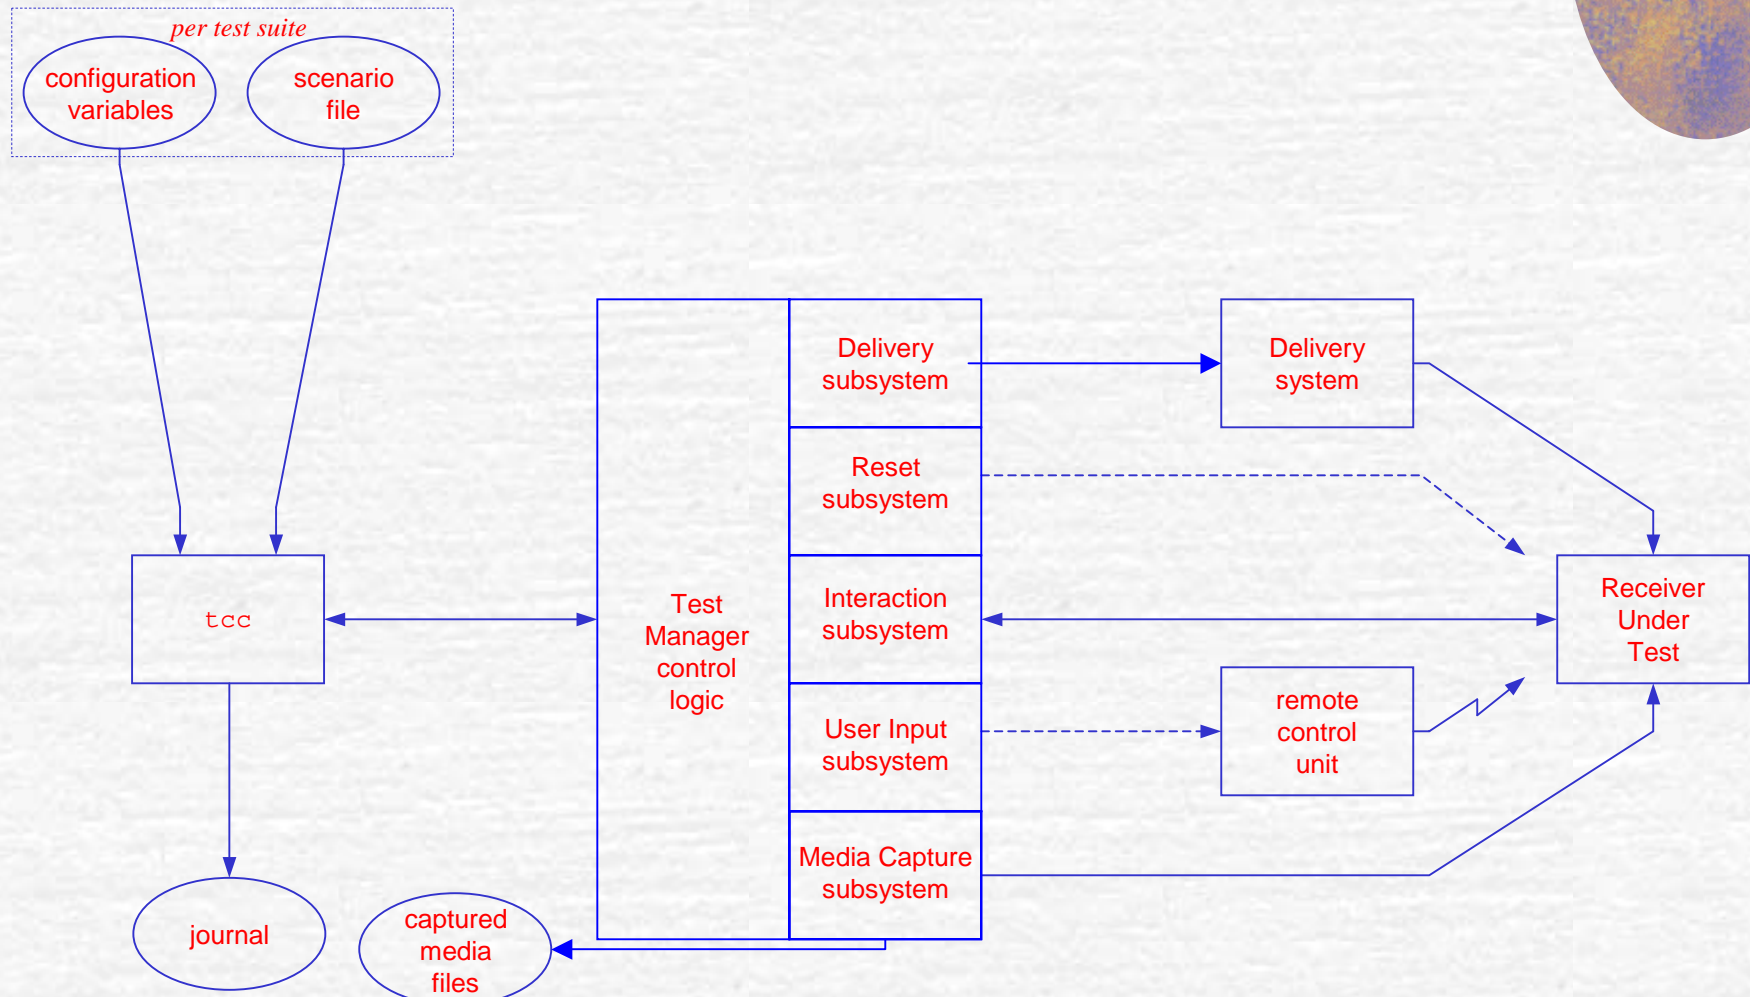 per test suite
configuration
variables
scenario
file
Delivery
subsystem
Delivery
system
Reset
subsystem
tcc
Test
Manager
control
logic
Interaction
subsystem
Receiver
Under
Test
User Input
subsystem
remote
control
unit
Media Capture
subsystem
journal
captured
media
files